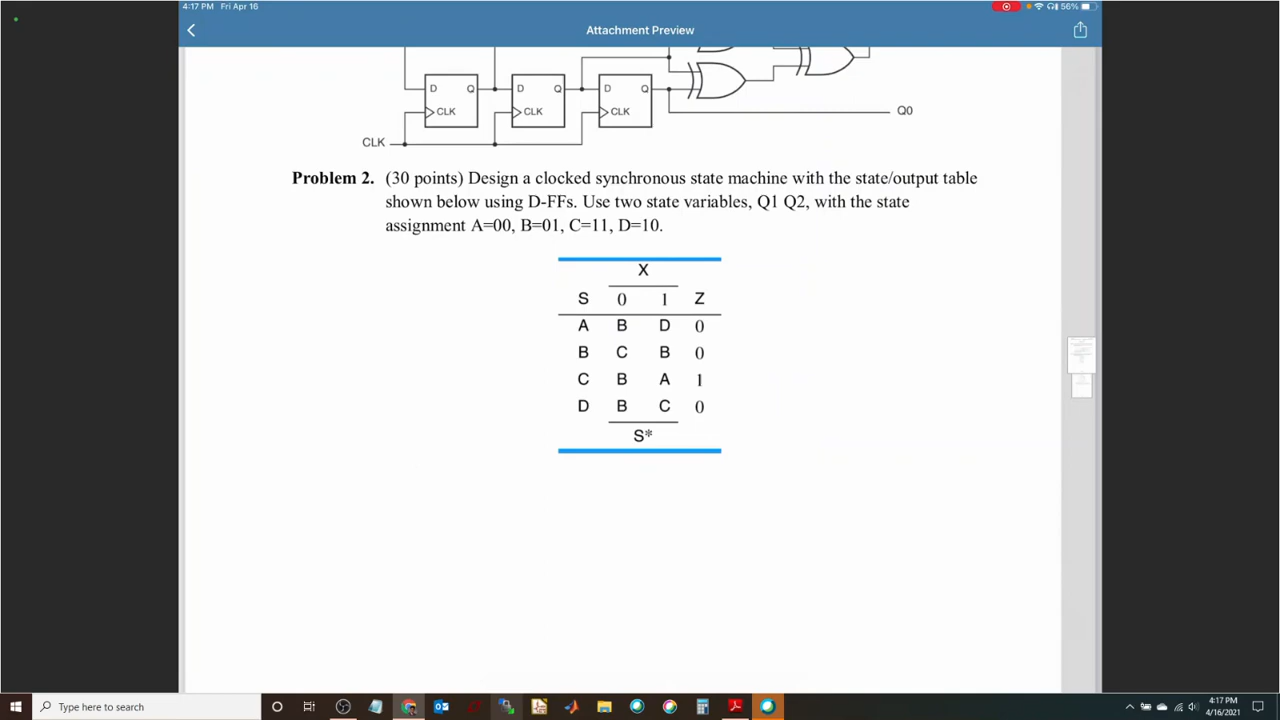 4:17 PM Fri Apr 16
56%
Attachment Preview
D Q D Q D Q
CLK CLK CLK
Q0
CLK
Problem 2. (30 points) Design a clocked synchronous state machine with the state/output table
shown below using D-FFs. Use two state variables, Q1 Q2, with the state
assignment A=00, B=01, C=11, D=10.
X
S 0 1 Z
A B D 0
B C B 0
C B A 1
D B C 0
S*
Type here to search
4:17 PM
4/16/2021